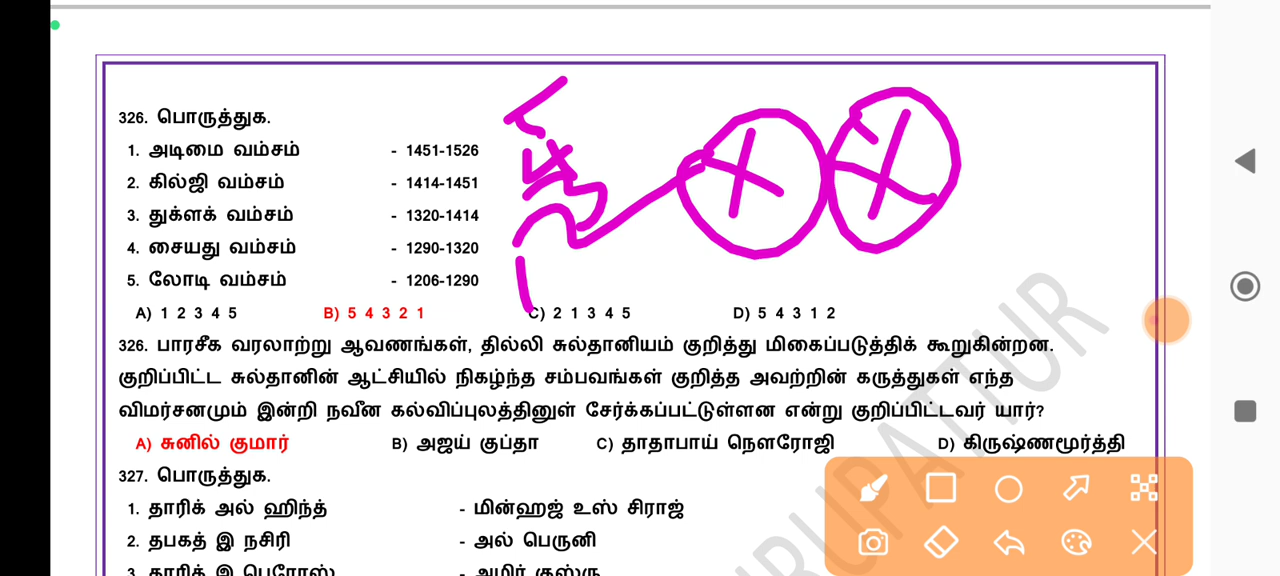 326. பொருத்துக.
1. அடிமை வம்சம் - 1451-1526
2. கில்ஜி வம்சம் - 1414-1451
3. துக்ளக் வம்சம் - 1320-1414
4. சையது வம்சம் - 1290-1320
5. லோடி வம்சம் - 1206-1290
A) 1 2 3 4 5 B) 5 4 3 2 1 C) 2 1 3 4 5 D) 5 4 3 1 2
326. பாரசீக வரலாற்று ஆவணங்கள், தில்லி சுல்தானியம் குறித்து மிகைப்படுத்திக் கூறுகின்றன.
குறிப்பிட்ட சுல்தானின் ஆட்சியில் நிகழ்ந்த சம்பவங்கள் குறித்த அவற்றின் கருத்துகள் எந்த
விமர்சனமும் இன்றி நவீன கல்விப்புலத்தினுள் சேர்க்கப்பட்டுள்ளன என்று குறிப்பிட்டவர் யார்?
A) சுனில் குமார் B) அஜய் குப்தா C) தாதாபாய் நௌரோஜி D) கிருஷ்ணமூர்த்தி
327. பொருத்துக.
1. தாரிக் அல் ஹிந்த் - மின்ஹஜ் உஸ் சிராஜ்
2. தபகத் இ நசிரி - அல் பெருனி
3. தாரிக் இ பெரோஸ் - அமிர் குஸ்ரு